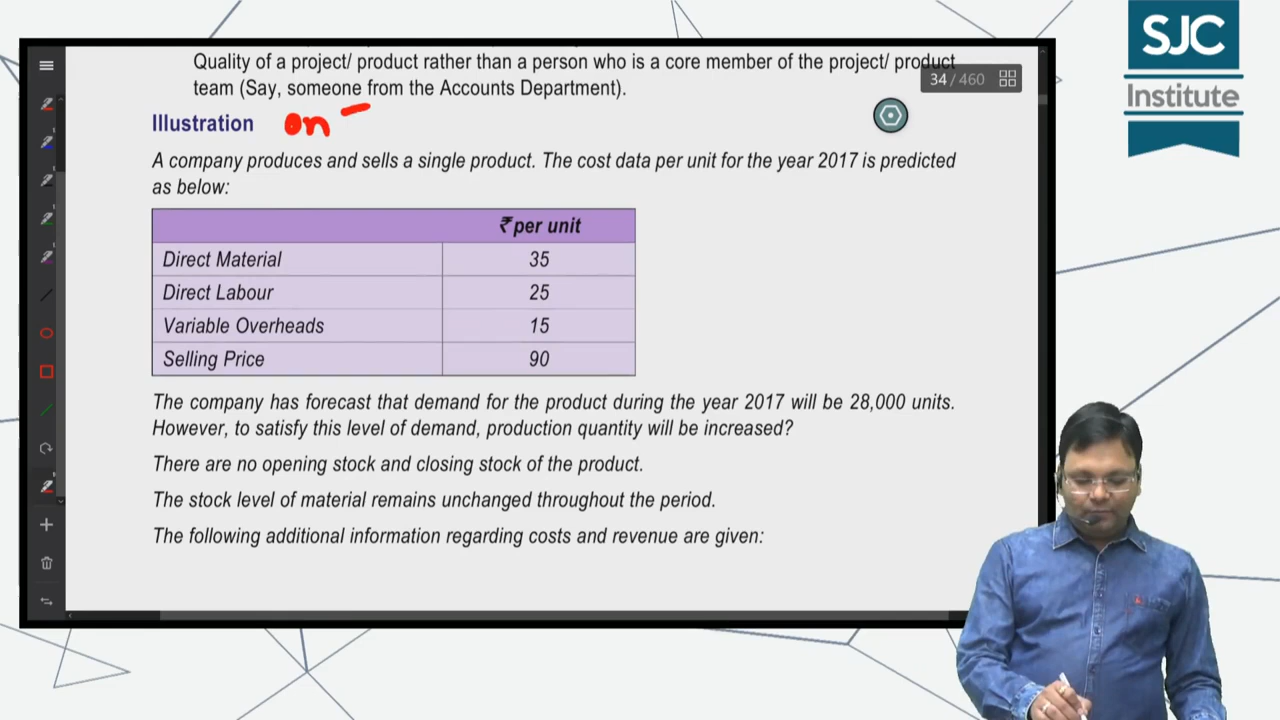 SJC
Institute
34 / 460
Quality of a project/ product rather than a person who is a core member of the project/ product
team (Say, someone from the Accounts Department).
Illustration on
A company produces and sells a single product. The cost data per unit for the year 2017 is predicted
as below:
₹ per unit
Direct Material 35
Direct Labour 25
Variable Overheads 15
Selling Price 90
The company has forecast that demand for the product during the year 2017 will be 28,000 units.
However, to satisfy this level of demand, production quantity will be increased?
There are no opening stock and closing stock of the product.
The stock level of material remains unchanged throughout the period.
The following additional information regarding costs and revenue are given: